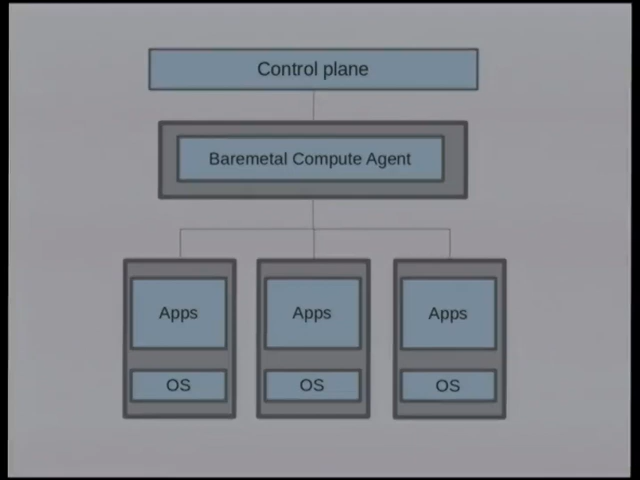 Control plane
Baremetal Compute Agent
Apps
Apps
Apps
OS
OS
OS